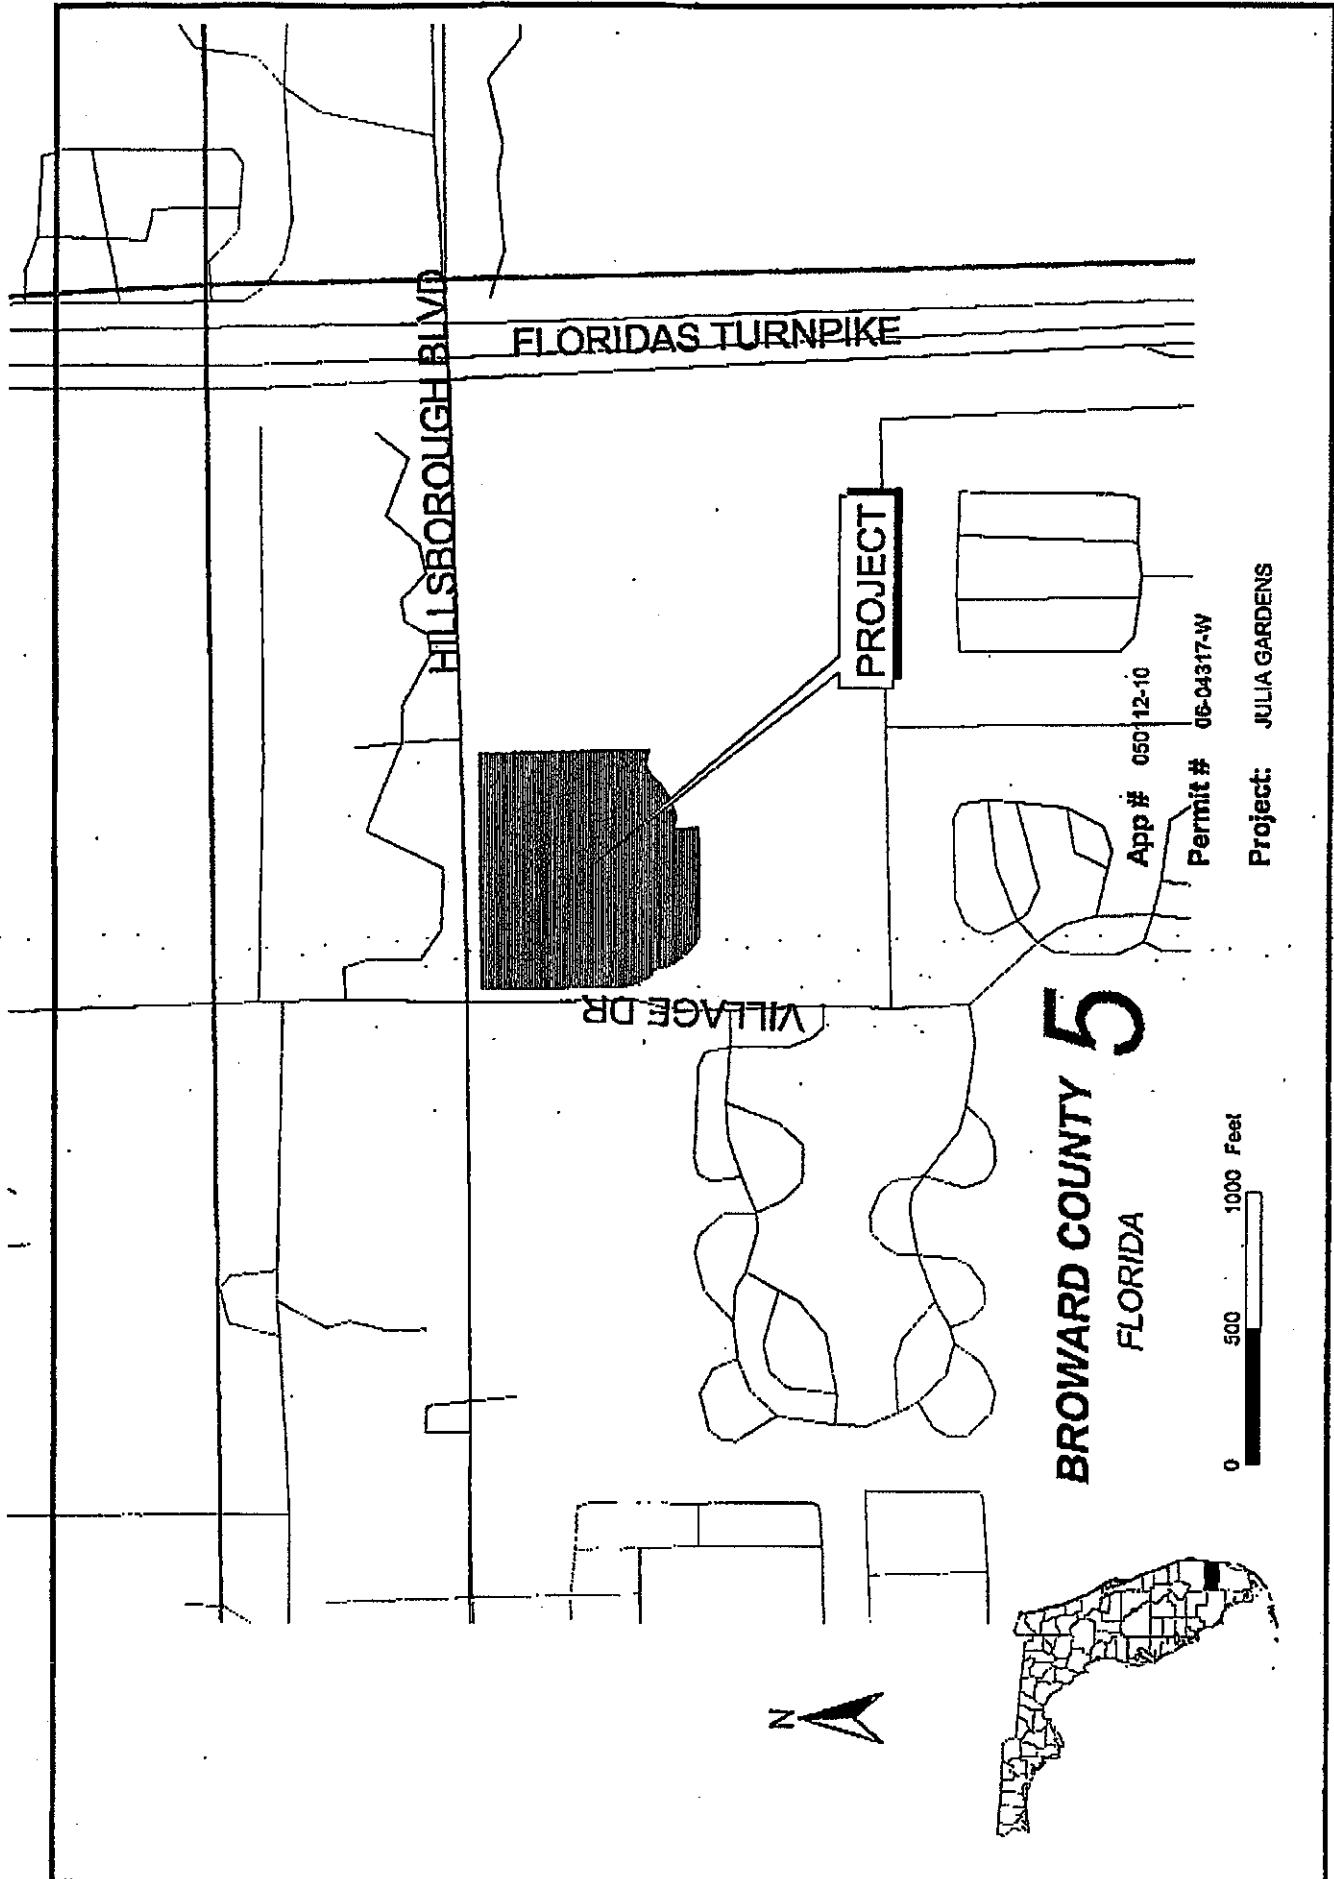 HILLSBOROUGH BLVD
FLORIDAS TURNPIKE
VILLAGE DR
PROJECT
N
BROWARD COUNTY 5
FLORIDA
0 500 1000 Feet
App # 050112-10
Permit # 06-04317-W
Project: JULIA GARDENS